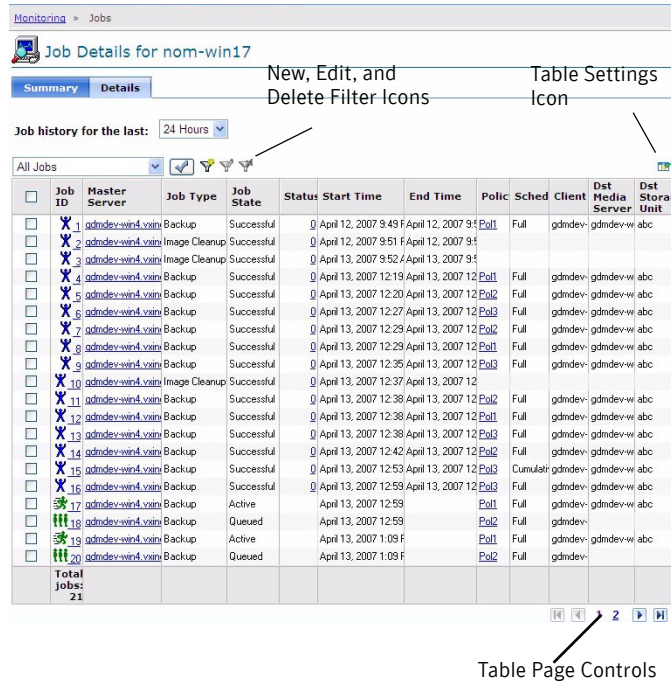 Monitoring » Jobs
Job Details for nom-win17
New, Edit, and
Delete Filter Icons
Table Settings
Icon
Summary Details
Job history for the last: 24 Hours
All Jobs
Job ID Master Server Job Type Job State Status Start Time End Time Polic Sched Client Dst Media Server Dst Storag Unit
1 gdmdev-win4.vxin Backup Successful 0 April 12, 2007 9:49 April 12, 2007 9:5 Pol1 Full gdmdev- gdmdev-w abc
2 gdmdev-win4.vxin Image Cleanup Successful 0 April 12, 2007 9:51 April 12, 2007 9:5
3 gdmdev-win4.vxin Image Cleanup Successful 0 April 13, 2007 9:52 April 13, 2007 9:5
4 gdmdev-win4.vxin Backup Successful 0 April 13, 2007 12:19 April 13, 2007 12 Pol1 Full gdmdev- gdmdev-w abc
5 gdmdev-win4.vxin Backup Successful 0 April 13, 2007 12:20 April 13, 2007 12 Pol2 Full gdmdev- gdmdev-w abc
6 gdmdev-win4.vxin Backup Successful 0 April 13, 2007 12:27 April 13, 2007 12 Pol3 Full gdmdev- gdmdev-w abc
7 gdmdev-win4.vxin Backup Successful 0 April 13, 2007 12:29 April 13, 2007 12 Pol2 Full gdmdev- gdmdev-w abc
8 gdmdev-win4.vxin Backup Successful 0 April 13, 2007 12:29 April 13, 2007 12 Pol1 Full gdmdev- gdmdev-w abc
9 gdmdev-win4.vxin Backup Successful 0 April 13, 2007 12:35 April 13, 2007 12 Pol3 Full gdmdev- gdmdev-w abc
10 gdmdev-win4.vxin Image Cleanup Successful 0 April 13, 2007 12:37 April 13, 2007 12
11 gdmdev-win4.vxin Backup Successful 0 April 13, 2007 12:38 April 13, 2007 12 Pol2 Full gdmdev- gdmdev-w abc
12 gdmdev-win4.vxin Backup Successful 0 April 13, 2007 12:38 April 13, 2007 12 Pol1 Full gdmdev- gdmdev-w abc
13 gdmdev-win4.vxin Backup Successful 0 April 13, 2007 12:38 April 13, 2007 12 Pol3 Full gdmdev- gdmdev-w abc
14 gdmdev-win4.vxin Backup Successful 0 April 13, 2007 12:42 April 13, 2007 12 Pol2 Full gdmdev- gdmdev-w abc
15 gdmdev-win4.vxin Backup Successful 0 April 13, 2007 12:53 April 13, 2007 12 Pol3 Cumulati gdmdev- gdmdev-w abc
16 gdmdev-win4.vxin Backup Successful 0 April 13, 2007 12:59 April 13, 2007 12 Pol3 Full gdmdev- gdmdev-w abc
17 gdmdev-win4.vxin Backup Active April 13, 2007 12:59 Pol1 Full gdmdev- gdmdev-w abc
18 gdmdev-win4.vxin Backup Queued April 13, 2007 12:59 Pol2 Full gdmdev-
19 gdmdev-win4.vxin Backup Active April 13, 2007 1:09 Pol1 Full gdmdev- gdmdev-w abc
20 gdmdev-win4.vxin Backup Queued April 13, 2007 1:09 Pol2 Full gdmdev-
Total
jobs:
21
1 2
Table Page Controls